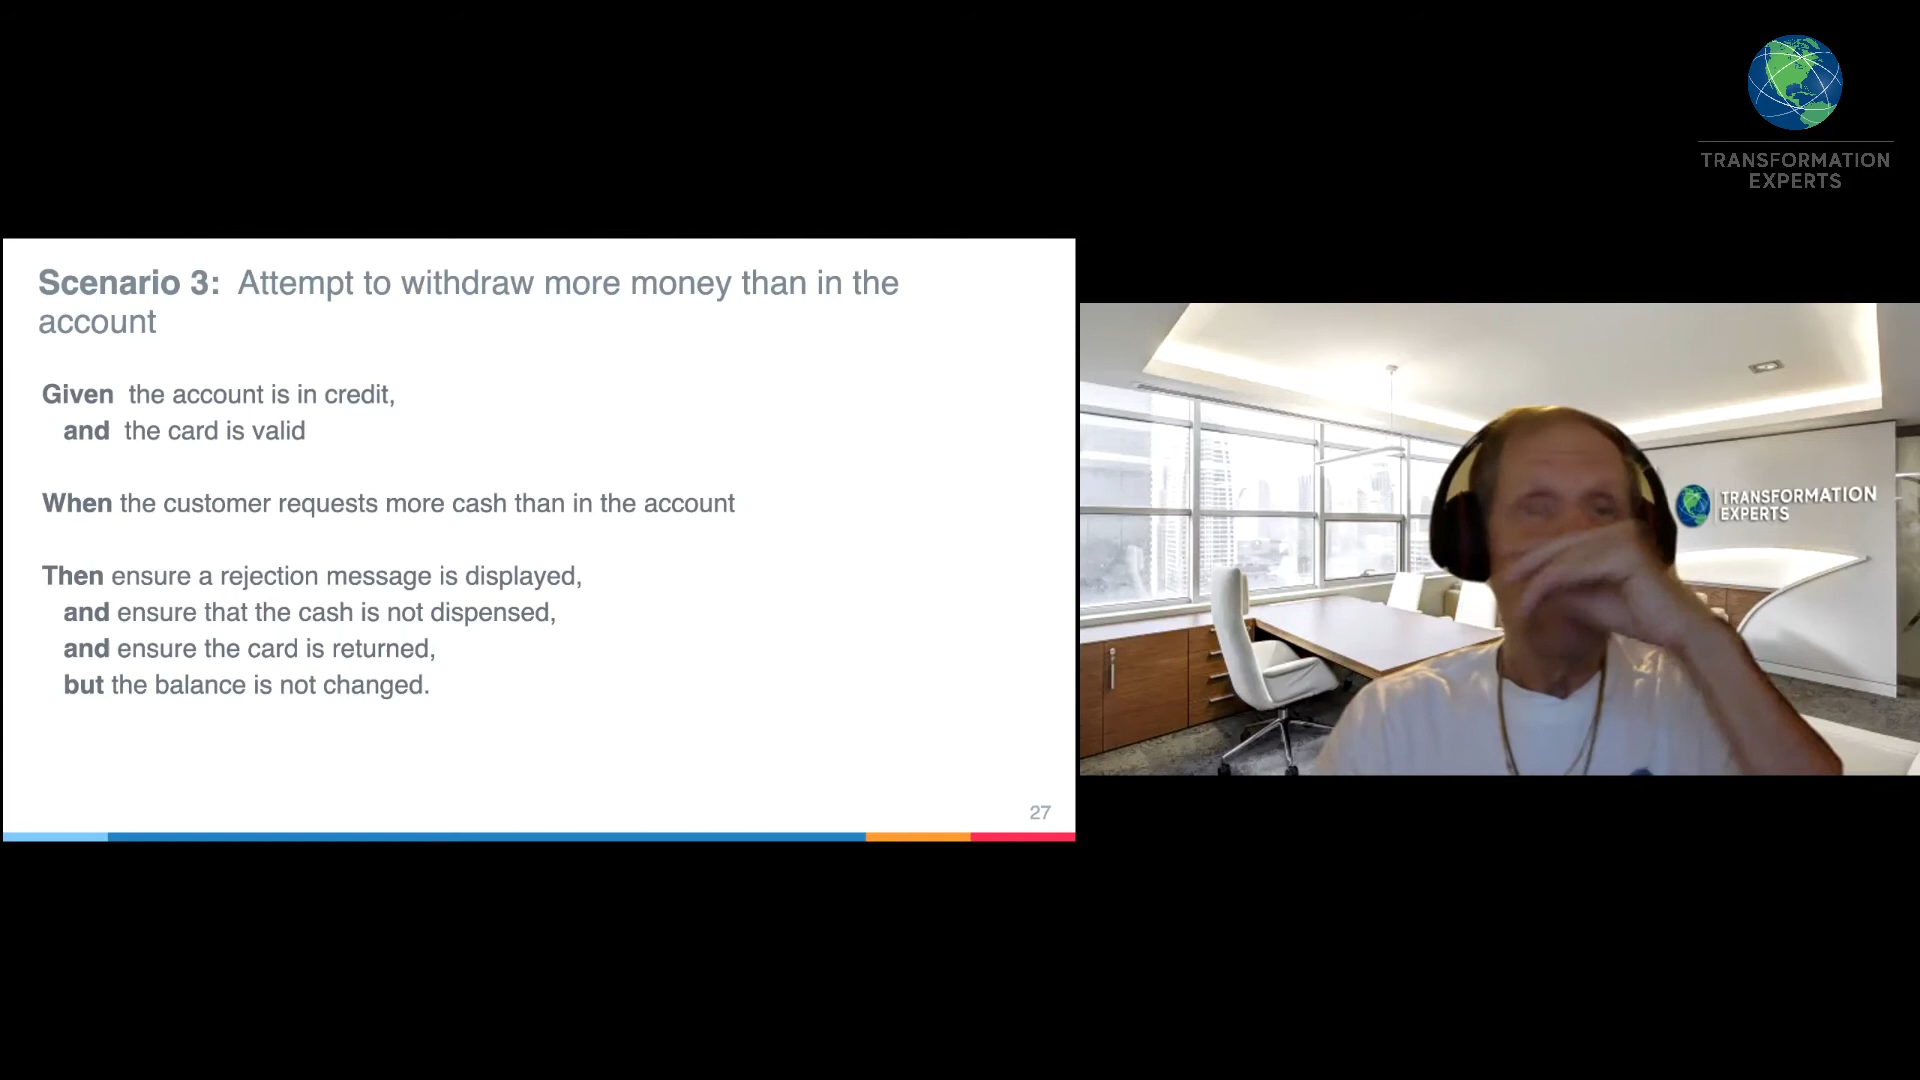 TRANSFORMATION
EXPERTS
Scenario 3: Attempt to withdraw more money than in the
account
Given the account is in credit,
and the card is valid
When the customer requests more cash than in the account
Then ensure a rejection message is displayed,
and ensure that the cash is not dispensed,
and ensure the card is returned,
but the balance is not changed.
27
TRANSFORMATION
EXPERTS